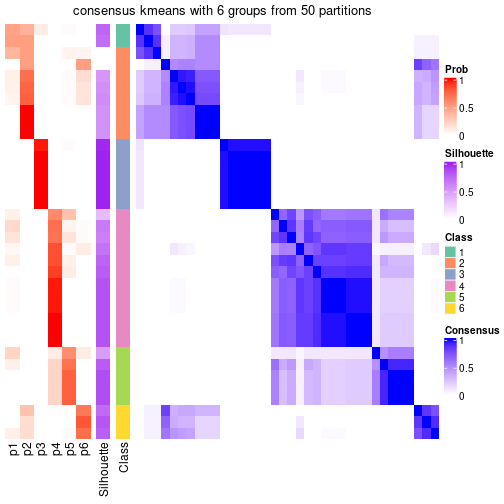 consensus kmeans with 6 groups from 50 partitions
Prob
1
0.5
0
Silhouette
1
0.5
0
Class
1
2
3
4
5
6
Consensus
1
0.5
0
p1
p2
p3
p4
p5
p6
Silhouette
Class